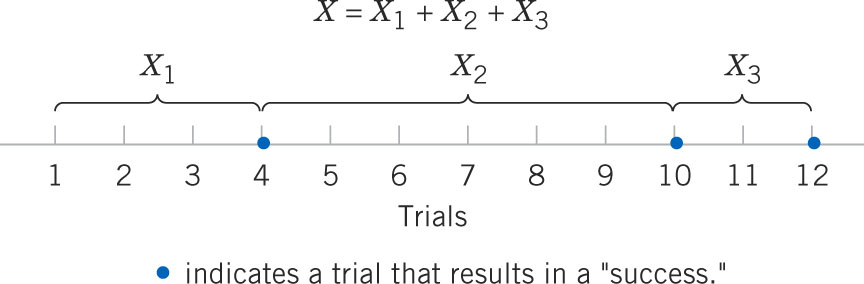 X = X₁ + X₂ + X₃
X₁ X₂ X₃
1 2 3 4 5 6 7 8 9 10 11 12
Trials
indicates a trial that results in a "success."